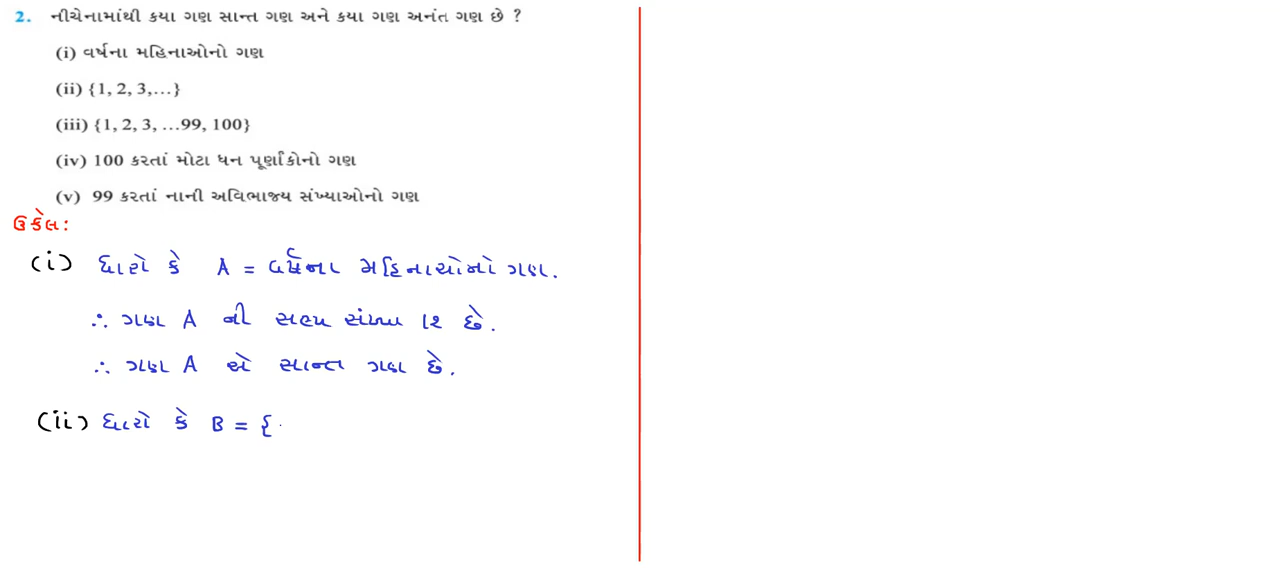 2. નીચેનામાંથી કયા ગણ સાન્ત ગણ અને કયા ગણ અનંત ગણ છે ?
(i) વર્ષના મહિનાઓનો ગણ
(ii) {1, 2, 3,...}
(iii) {1, 2, 3, ...99, 100}
(iv) 100 કરતાં મોટા ધન પૂર્ણાંકોનો ગણ
(v) 99 કરતાં નાની અવિભાજ્ય સંખ્યાઓનો ગણ
ઉકેલ:
(i) ધારો કે A = વર્ષના મહિનાઓનો ગણ.
∴ ગણ A ની સભ્ય સંખ્યા 12 છે.
∴ ગણ A એ સાન્ત ગણ છે.
(ii) ધારો કે B = {